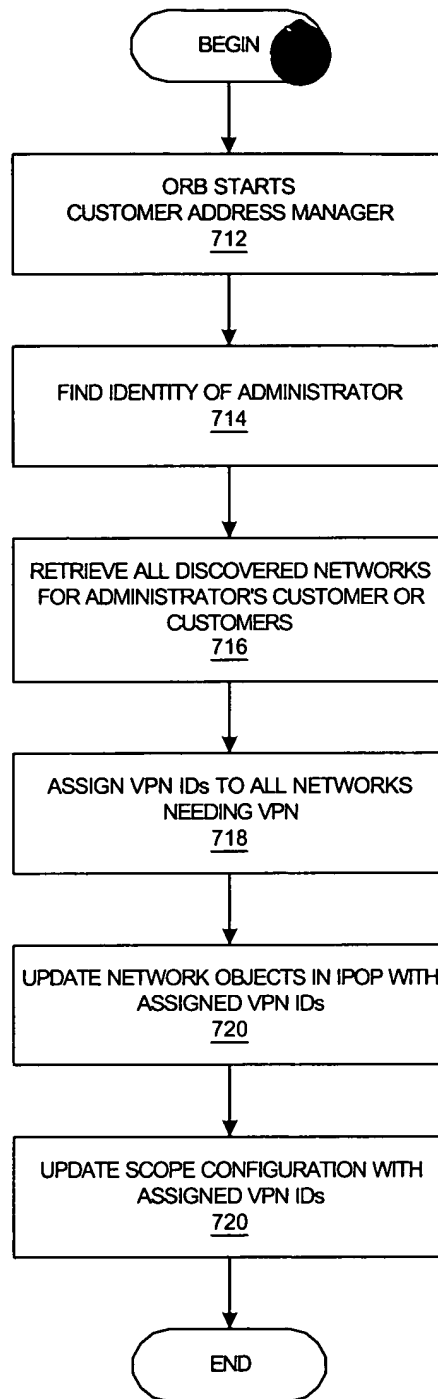 BEGIN
ORB STARTS
CUSTOMER ADDRESS MANAGER
712
FIND IDENTITY OF ADMINISTRATOR
714
RETRIEVE ALL DISCOVERED NETWORKS
FOR ADMINISTRATOR'S CUSTOMER OR
CUSTOMERS
716
ASSIGN VPN IDs TO ALL NETWORKS
NEEDING VPN
718
UPDATE NETWORK OBJECTS IN IPOP WITH
ASSIGNED VPN IDs
720
UPDATE SCOPE CONFIGURATION WITH
ASSIGNED VPN IDs
720
END